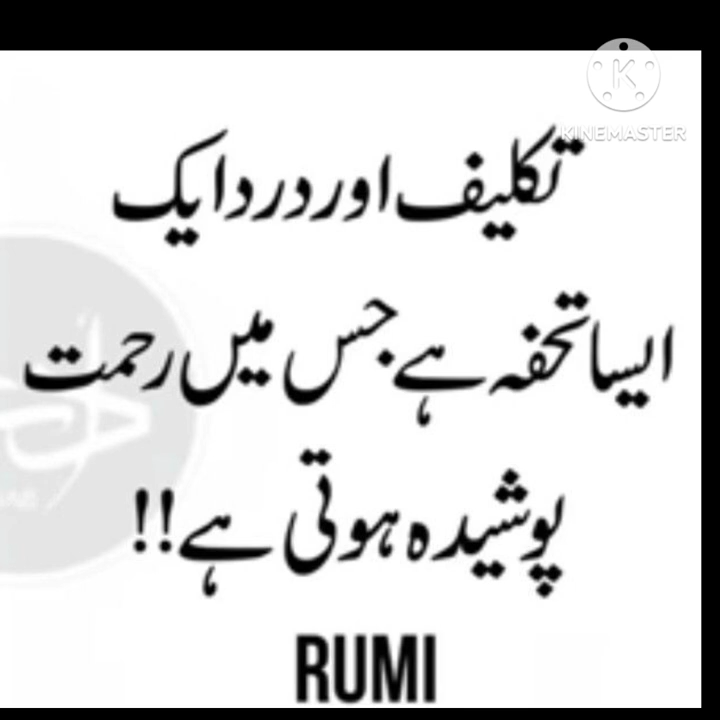 KINEMASTER
تکلیف اور درد ایک
ایسا تحفہ ہے جس میں رحمت
پوشیدہ ہوتی ہے!!
RUMI